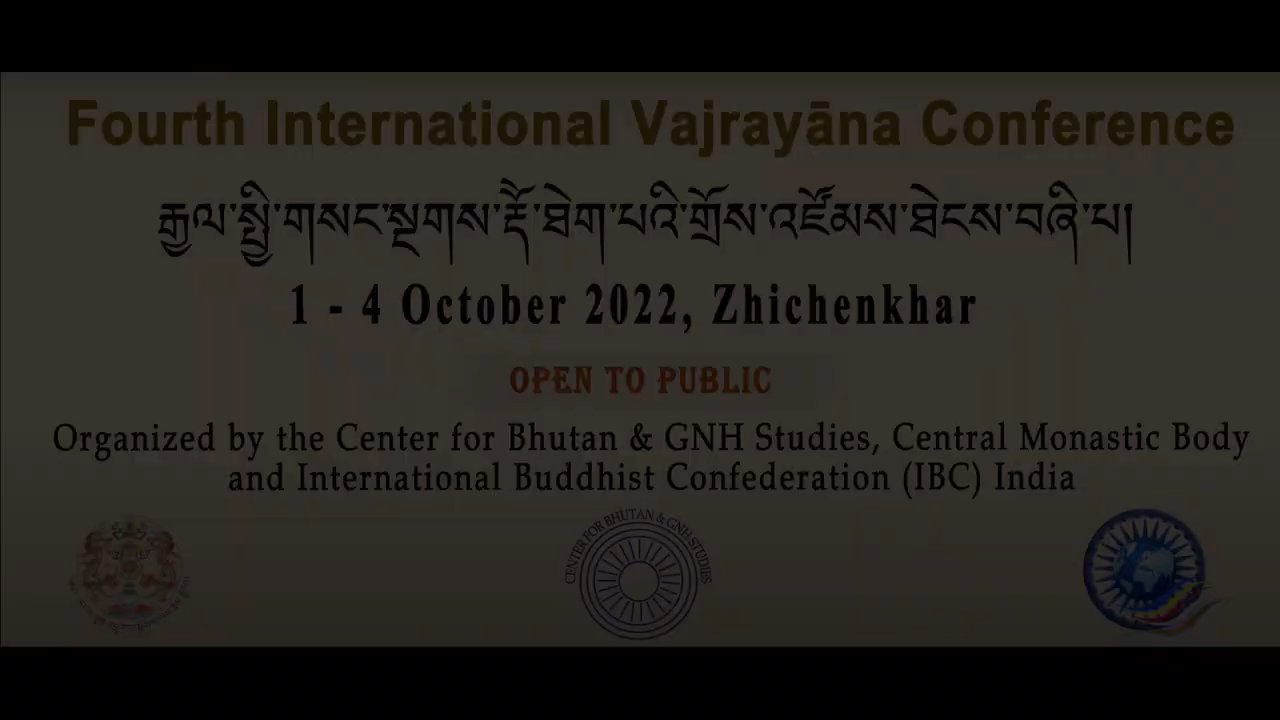 Fourth International Vajrayāna Conference
རྒྱལ་སྤྱི་གསང་སྔགས་རྡོ་ཐེག་པའི་གྲོས་འཛོམས་ཐེངས་བཞི་པ།
1 - 4 October 2022, Zhichenkhar
OPEN TO PUBLIC
Organized by the Center for Bhutan & GNH Studies, Central Monastic Body
and International Buddhist Confederation (IBC) India
CENTER FOR BHUTAN & GNH STUDIES